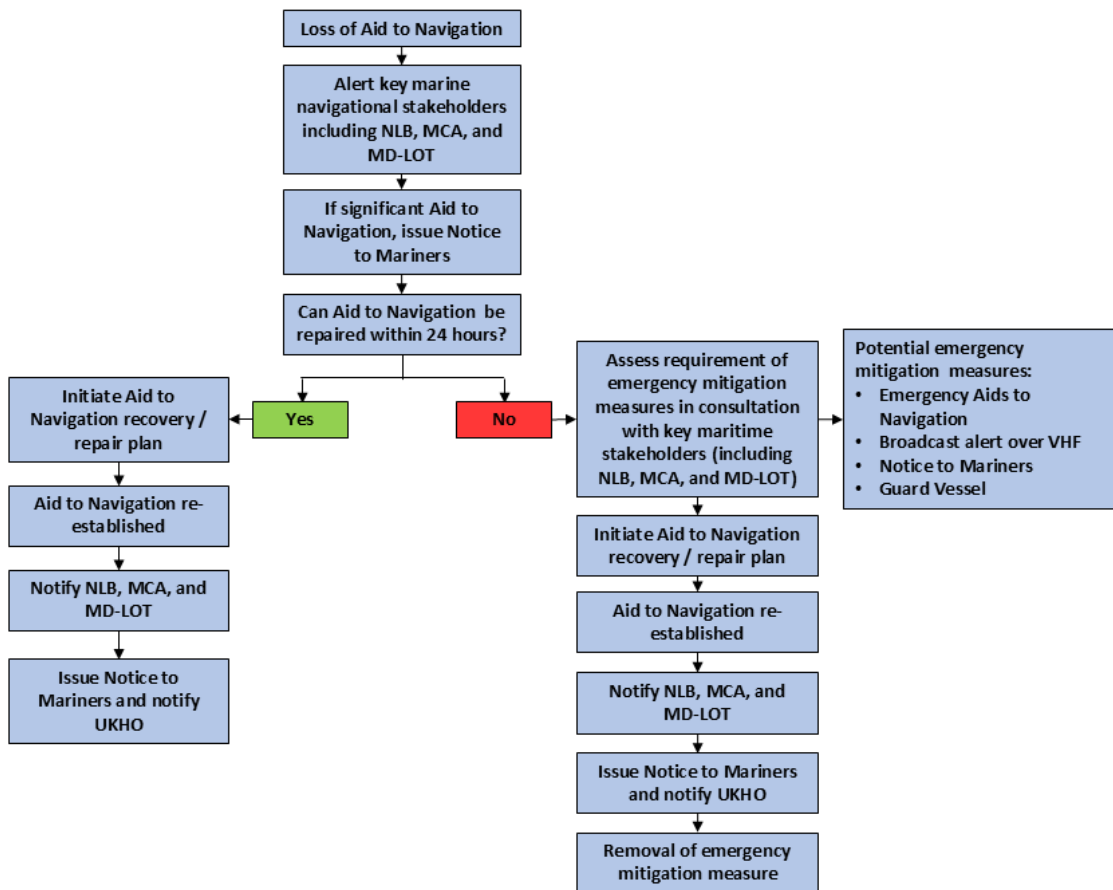 Loss of Aid to Navigation
Alert key marine
navigational stakeholders
including NLB, MCA, and
MD-LOT
If significant Aid to
Navigation, issue Notice
to Mariners
Can Aid to Navigation be
repaired within 24 hours?
Yes
No
Initiate Aid to
Navigation recovery /
repair plan
Aid to Navigation re-
established
Notify NLB, MCA, and
MD-LOT
Issue Notice to
Mariners and notify
UKHO
Assess requirement of
emergency mitigation
measures in consultation
with key maritime
stakeholders (including
NLB, MCA, and MD-LOT)
Potential emergency
mitigation measures:
• Emergency Aids to
Navigation
• Broadcast alert over VHF
• Notice to Mariners
• Guard Vessel
Initiate Aid to Navigation
recovery / repair plan
Aid to Navigation re-
established
Notify NLB, MCA, and
MD-LOT
Issue Notice to Mariners
and notify UKHO
Removal of emergency
mitigation measure